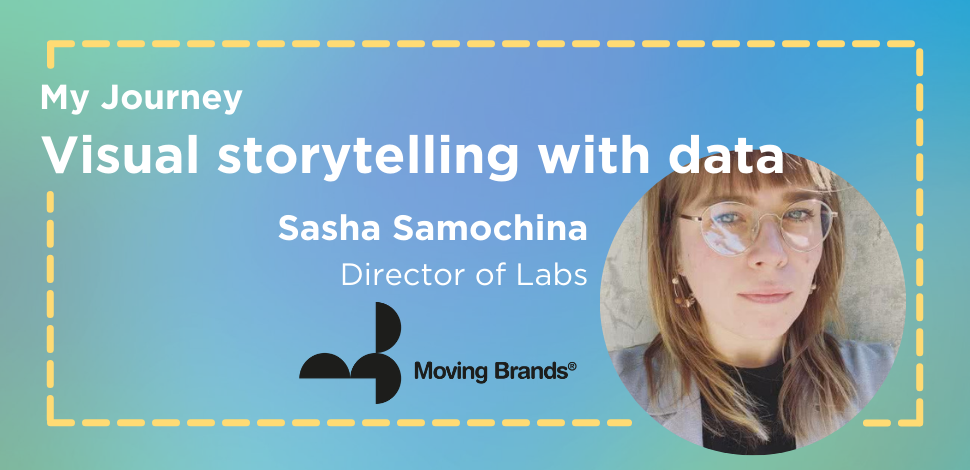 My Journey
Visual storytelling with data
Sasha Samochina
Director of Labs
Moving Brands®